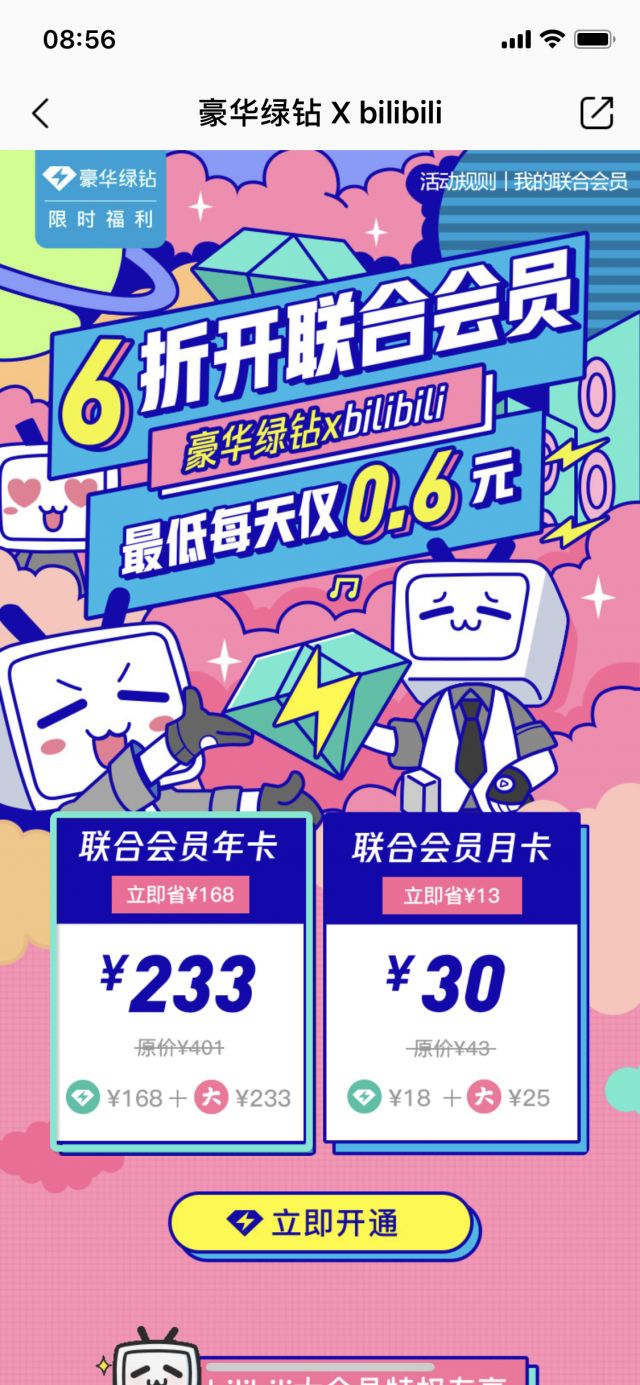 08:56
豪华绿钻 X bilibili
豪华绿钻
限时福利
活动规则|我的联合会员
6折开联合会员
豪华绿钻xbilibili
最低每天仅0.6元
联合会员年卡
立即省¥168
¥233
原价¥401
¥168+大¥233
联合会员月卡
立即省¥13
¥30
原价¥43
¥18+大¥25
立即开通